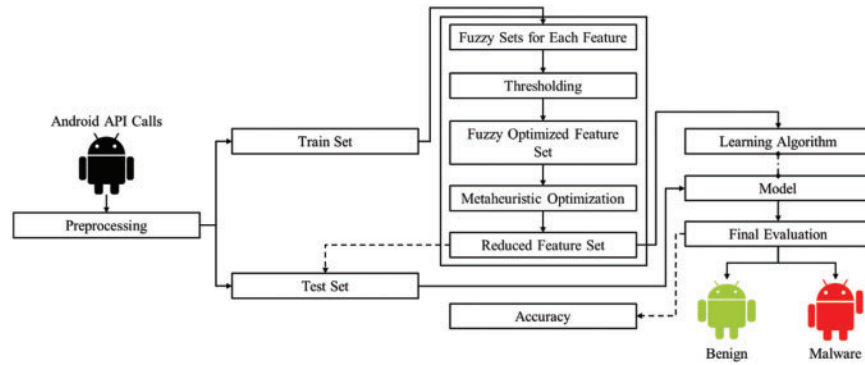 Android API Calls
Preprocessing
Train Set
Test Set
Fuzzy Sets for Each Feature
Thresholding
Fuzzy Optimized Feature
Set
Metaheuristic Optimization
Reduced Feature Set
Accuracy
Learning Algorithm
Model
Final Evaluation
Benign
Malware